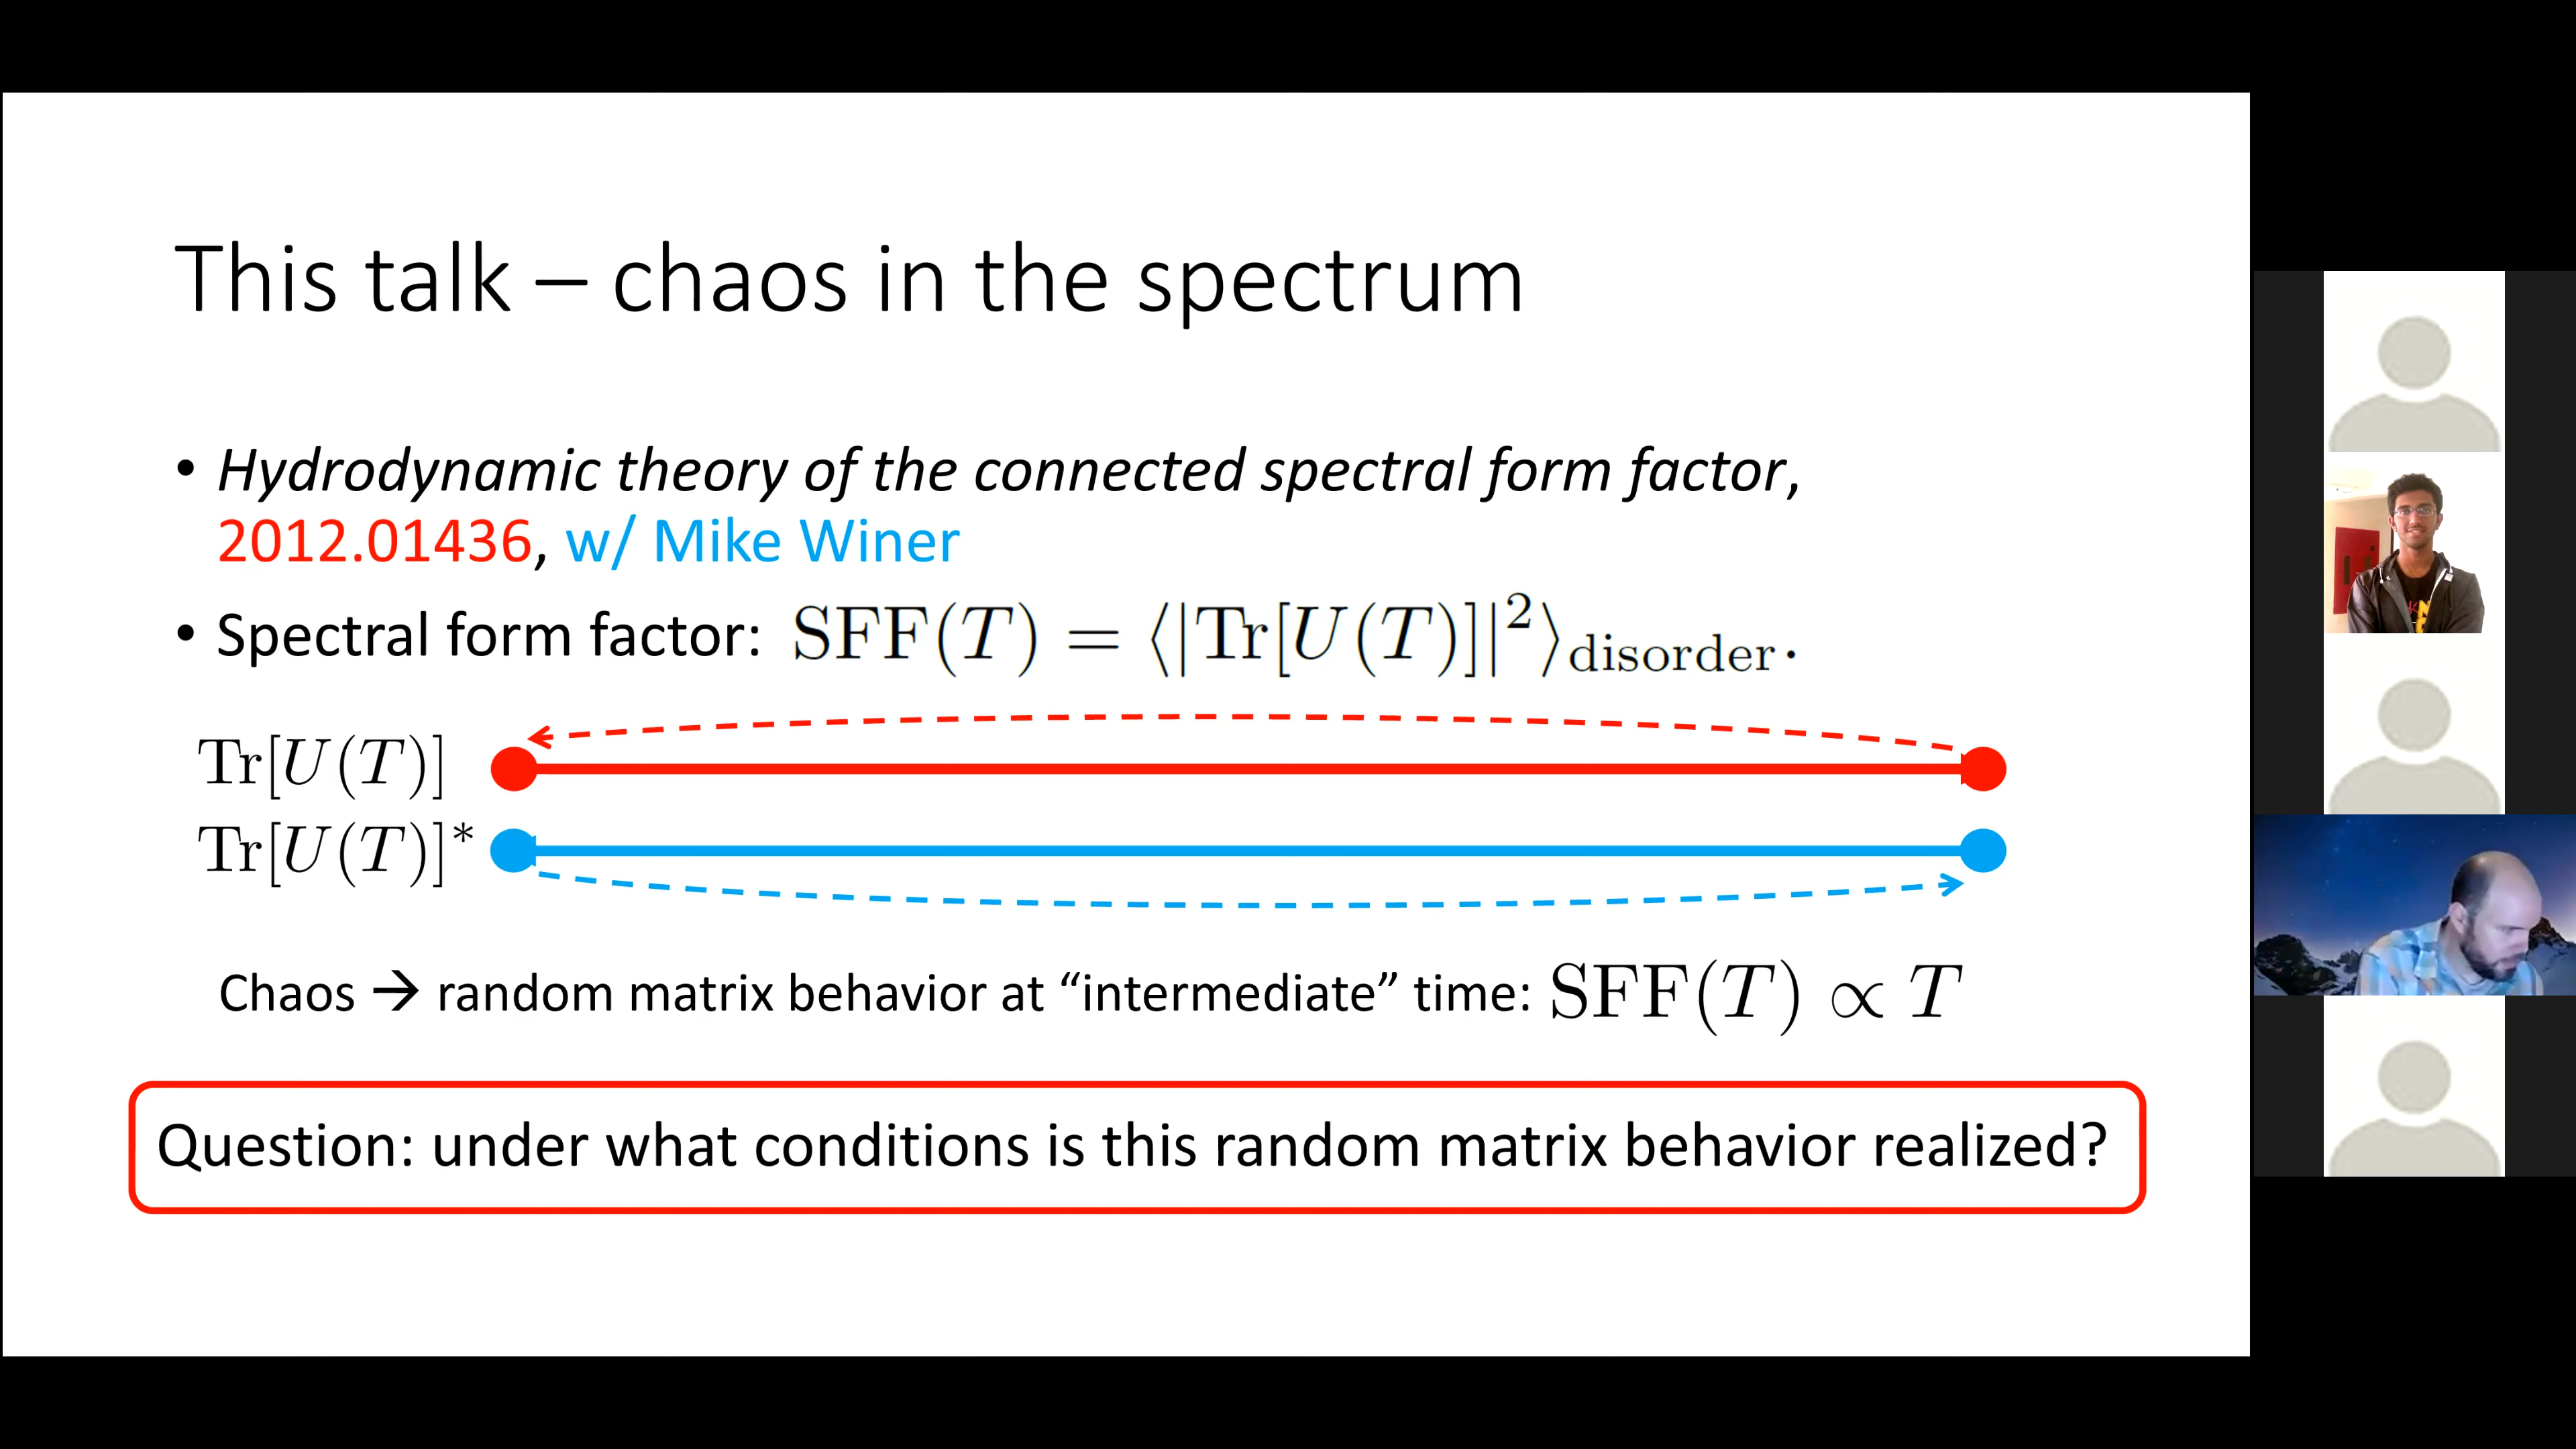 This talk – chaos in the spectrum
• Hydrodynamic theory of the connected spectral form factor,
2012.01436, w/ Mike Winer
• Spectral form factor: SFF(T) = ⟨|Tr[U(T)]|²⟩disorder.
Tr[U(T)]
Tr[U(T)]*
Chaos → random matrix behavior at “intermediate” time: SFF(T) ∝ T
Question: under what conditions is this random matrix behavior realized?